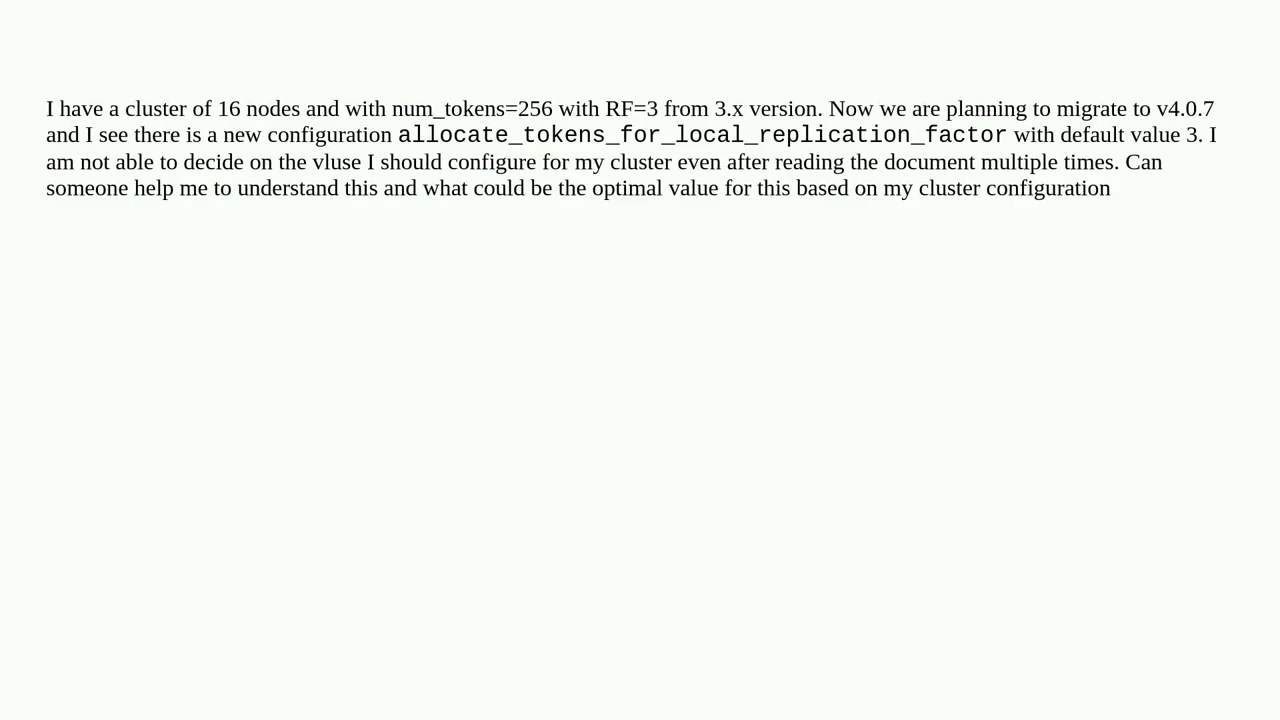 I have a cluster of 16 nodes and with num_tokens=256 with RF=3 from 3.x version. Now we are planning to migrate to v4.0.7
and I see there is a new configuration allocate_tokens_for_local_replication_factor with default value 3. I
am not able to decide on the vluse I should configure for my cluster even after reading the document multiple times. Can
someone help me to understand this and what could be the optimal value for this based on my cluster configuration